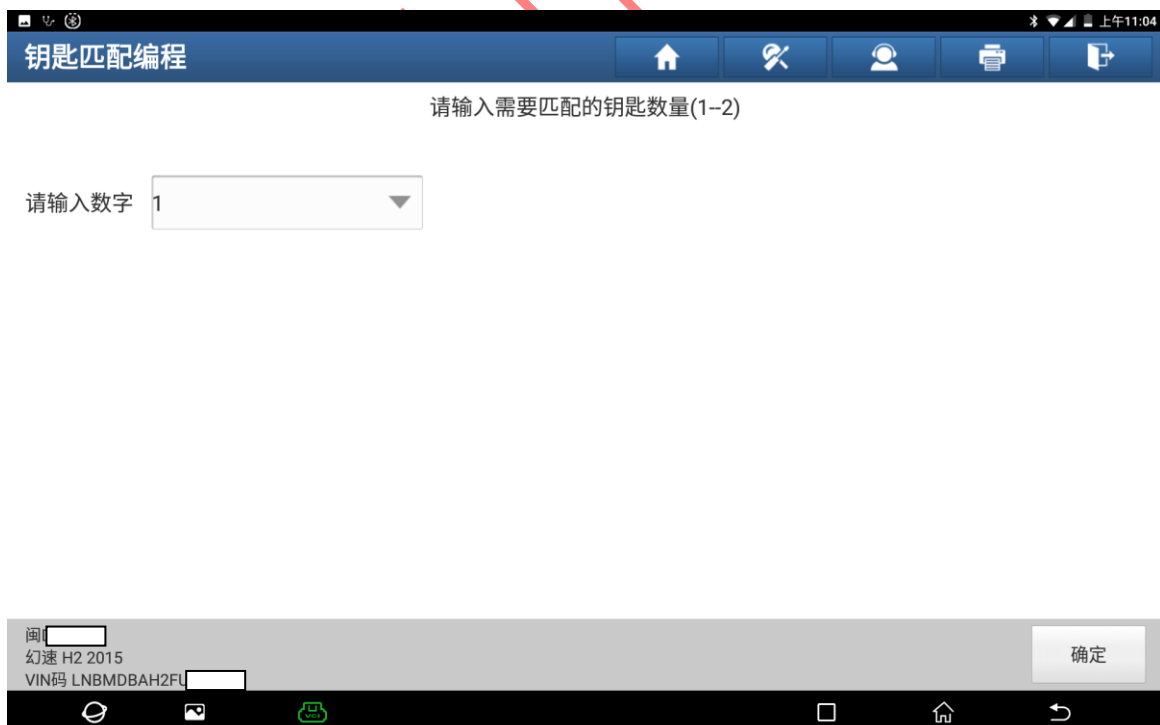 上午11:04
钥匙匹配编程
请输入需要匹配的钥匙数量(1--2)
请输入数字 1
闽
幻速 H2 2015
VIN码 LNBMDBAH2FU
确定
VCI